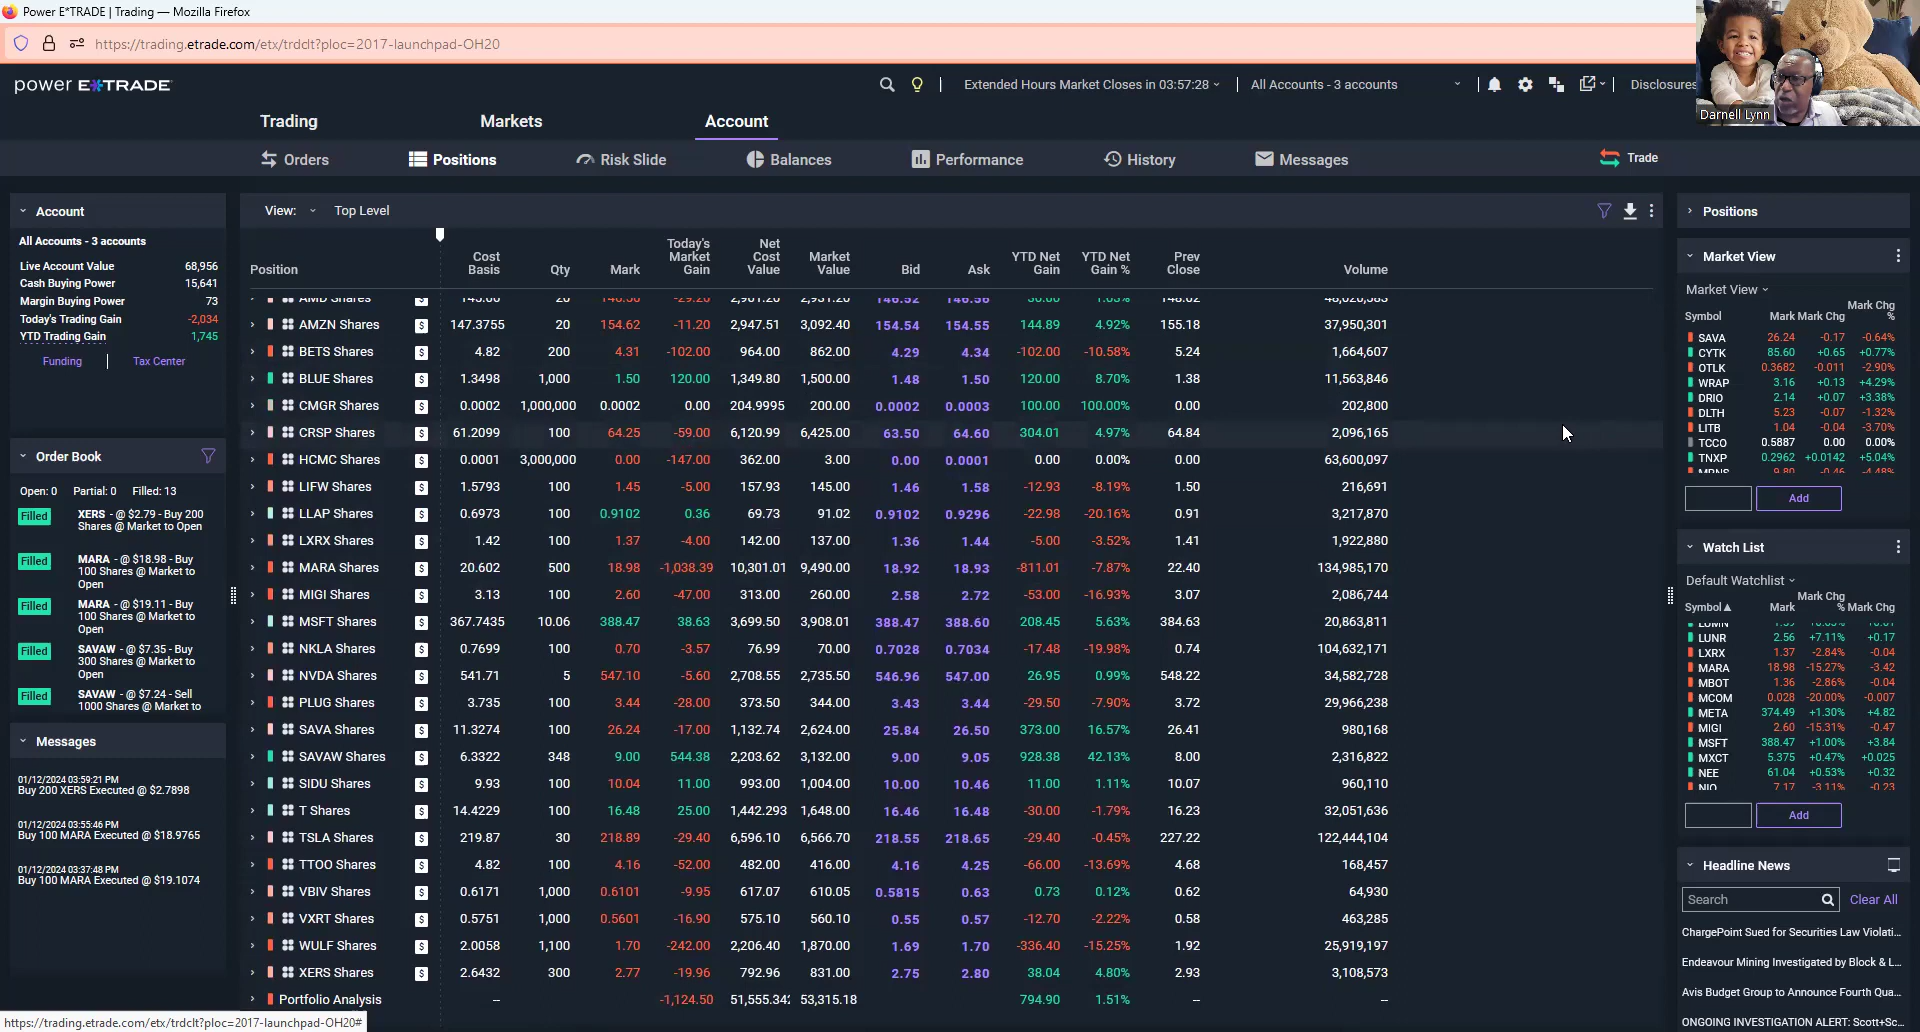 Power E*TRADE | Trading — Mozilla Firefox
https://trading.etrade.com/etx/trdclt?ploc=2017-launchpad-OH20
power E*TRADE
Extended Hours Market Closes in 03:57:28
All Accounts - 3 accounts
Disclosures
Darnell Lynn
Trading Markets Account
Orders Positions Risk Slide Balances Performance History Messages Trade
Account
All Accounts - 3 accounts
Live Account Value 68,956
Cash Buying Power 15,641
Margin Buying Power 73
Today's Trading Gain -2,034
YTD Trading Gain 1,745
Funding | Tax Center
Order Book
Open: 0 Partial: 0 Filled: 13
Filled XERS - @ $2.79 - Buy 200
Shares @ Market to Open
Filled MARA - @ $18.98 - Buy
100 Shares @ Market to
Open
Filled MARA - @ $19.11 - Buy
100 Shares @ Market to
Open
Filled SAVAW - @ $7.35 - Buy
300 Shares @ Market to
Open
Filled SAVAW - @ $7.24 - Sell
1000 Shares @ Market to
Messages
01/12/2024 03:59:21 PM
Buy 200 XERS Executed @ $2.7898
01/12/2024 03:55:46 PM
Buy 100 MARA Executed @ $18.9765
01/12/2024 03:37:48 PM
Buy 100 MARA Executed @ $19.1074
View: Top Level
Position Cost Basis Qty Mark Today's Market Gain Net Cost Value Market Value Bid Ask YTD Net Gain YTD Net Gain % Prev Close Volume
AMD Shares 20 -29.20 146.52 146.56
AMZN Shares $ 147.3755 20 154.62 -11.20 2,947.51 3,092.40 154.54 154.55 144.89 4.92% 155.18 37,950,301
BETS Shares $ 4.82 200 4.31 -102.00 964.00 862.00 4.29 4.34 -102.00 -10.58% 5.24 1,664,607
BLUE Shares $ 1.3498 1,000 1.50 120.00 1,349.80 1,500.00 1.48 1.50 120.00 8.70% 1.38 11,563,846
CMGR Shares $ 0.0002 1,000,000 0.0002 0.00 204.9995 200.00 0.0002 0.0003 100.00 100.00% 0.00 202,800
CRSP Shares $ 61.2099 100 64.25 -59.00 6,120.99 6,425.00 63.50 64.60 304.01 4.97% 64.84 2,096,165
HCMC Shares $ 0.0001 3,000,000 0.00 -147.00 362.00 3.00 0.00 0.0001 0.00 0.00% 0.00 63,600,097
LIFW Shares $ 1.5793 100 1.45 -5.00 157.93 145.00 1.46 1.58 -12.93 -8.19% 1.50 216,691
LLAP Shares $ 0.6973 100 0.9102 0.36 69.73 91.02 0.9102 0.9296 -22.98 -20.16% 0.91 3,217,870
LXRX Shares $ 1.42 100 1.37 -4.00 142.00 137.00 1.36 1.44 -5.00 -3.52% 1.41 1,922,880
MARA Shares $ 20.602 500 18.98 -1,038.39 10,301.01 9,490.00 18.92 18.93 -811.01 -7.87% 22.40 134,985,170
MIGI Shares $ 3.13 100 2.60 -47.00 313.00 260.00 2.58 2.72 -53.00 -16.93% 3.07 2,086,744
MSFT Shares $ 367.7435 10.06 388.47 38.63 3,699.50 3,908.01 388.47 388.60 208.45 5.63% 384.63 20,863,811
NKLA Shares $ 0.7699 100 0.70 -3.57 76.99 70.00 0.7028 0.7034 -17.48 -19.98% 0.74 104,632,171
NVDA Shares $ 541.71 5 547.10 -5.60 2,708.55 2,735.50 546.96 547.00 26.95 0.99% 548.22 34,582,728
PLUG Shares $ 3.735 100 3.44 -28.00 373.50 344.00 3.43 3.44 -29.50 -7.90% 3.72 29,966,238
SAVA Shares $ 11.3274 100 26.24 -17.00 1,132.74 2,624.00 25.84 26.50 373.00 16.57% 26.41 980,168
SAVAW Shares $ 6.3322 348 9.00 544.38 2,203.62 3,132.00 9.00 9.05 928.38 42.13% 8.00 2,316,822
SIDU Shares $ 9.93 100 10.04 11.00 993.00 1,004.00 10.00 10.46 11.00 1.11% 10.07 960,110
T Shares $ 14.4229 100 16.48 25.00 1,442.293 1,648.00 16.46 16.48 -30.00 -1.79% 16.23 32,051,636
TSLA Shares $ 219.87 30 218.89 -29.40 6,596.10 6,566.70 218.55 218.65 -29.40 -0.45% 227.22 122,444,104
TTOO Shares $ 4.82 100 4.16 -52.00 482.00 416.00 4.16 4.25 -66.00 -13.69% 4.68 168,457
VBIV Shares $ 0.6171 1,000 0.6101 -9.95 617.07 610.05 0.5815 0.63 0.73 0.12% 0.62 64,930
VXRT Shares $ 0.5751 1,000 0.5601 -16.90 575.10 560.10 0.55 0.57 -12.70 -2.22% 0.58 463,285
WULF Shares $ 2.0058 1,100 1.70 -242.00 2,206.40 1,870.00 1.69 1.70 -336.40 -15.25% 1.92 25,919,197
XERS Shares $ 2.6432 300 2.77 -19.96 792.96 831.00 2.75 2.80 38.04 4.80% 2.93 3,108,573
Portfolio Analysis – -1,124.50 51,555.342 53,315.18 794.90 1.51% – –
https://trading.etrade.com/etx/trdclt?ploc=2017-launchpad-OH20#
Positions
Market View
Market View
Symbol Mark Mark Chg Mark Chg %
SAVA 26.24 -0.17 -0.64%
CYTK 85.60 +0.65 +0.77%
OTLK 0.3682 -0.011 -2.90%
WRAP 3.16 +0.13 +4.29%
DRIO 2.14 +0.07 +3.38%
DLTH 5.23 -0.07 -1.32%
LITB 1.04 -0.04 -3.70%
TCCO 0.5887 0.00 0.00%
TNXP 0.2962 +0.0142 +5.04%
9.80 -0.46 -4.48%
Add
Watch List
Default Watchlist
Symbol▲ Mark Mark Chg % Mark Chg
LUMN
LUNR 2.56 +7.11% +0.17
LXRX 1.37 -2.84% -0.04
MARA 18.98 -15.27% -3.42
MBOT 1.36 -2.86% -0.04
MCOM 0.028 -20.00% -0.007
META 374.49 +1.30% +4.82
MIGI 2.60 -15.31% -0.47
MSFT 388.47 +1.00% +3.84
MXCT 5.375 +0.47% +0.025
NEE 61.04 +0.53% +0.32
NIO 7.17 -3.11% -0.23
Add
Headline News
Search Clear All
ChargePoint Sued for Securities Law Violati...
Endeavour Mining Investigated by Block & L...
Avis Budget Group to Announce Fourth Qua...
ONGOING INVESTIGATION ALERT: Scott+Sc...